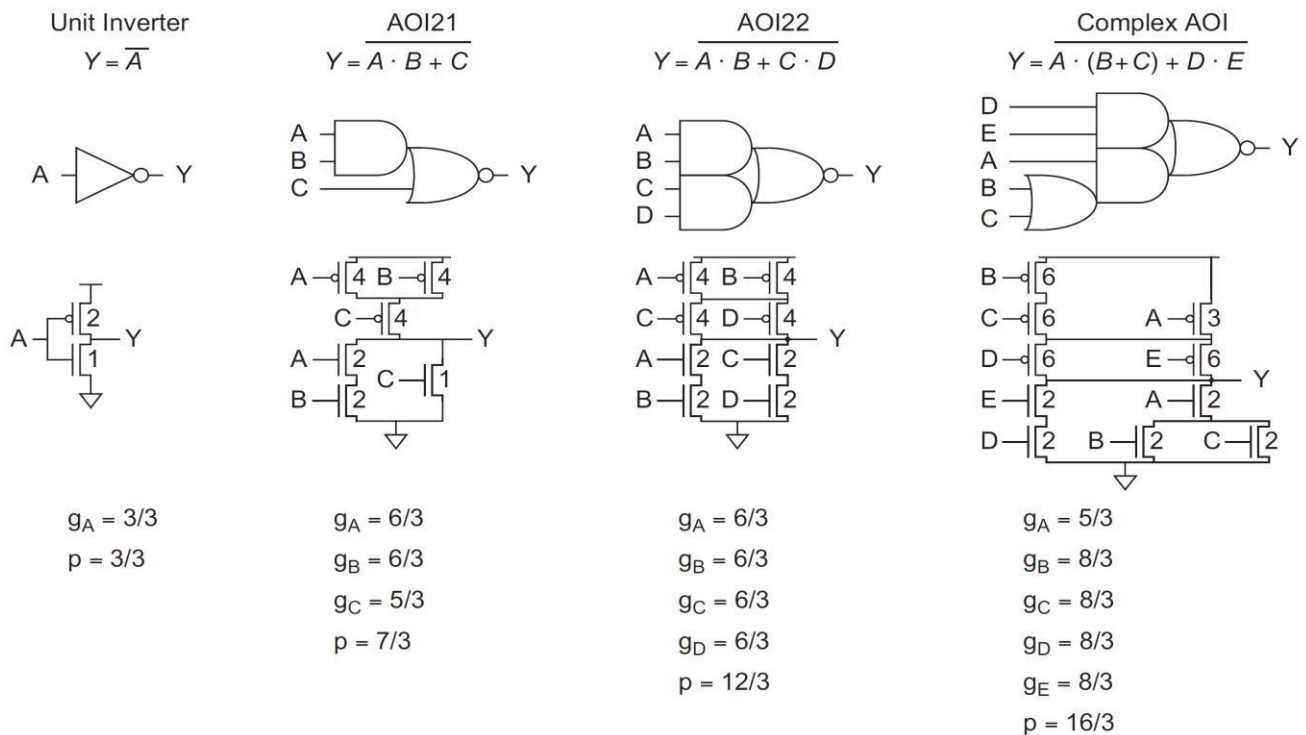 Unit Inverter
Y = A
AOI21
Y = A · B + C
AOI22
Y = A · B + C · D
Complex AOI
Y = A · (B+C) + D · E
A
Y
A
B
C
Y
A
B
C
D
Y
D
E
A
B
C
Y
A
2
1
Y
A
4
B
4
C
4
A
2
B
2
C
1
Y
A
4
B
4
C
4
D
4
A
2
C
2
B
2
D
2
Y
B
6
C
6
A
3
D
6
E
6
E
2
A
2
D
2
B
2
C
2
Y
gA = 3/3
p = 3/3
gA = 6/3
gB = 6/3
gC = 5/3
p = 7/3
gA = 6/3
gB = 6/3
gC = 6/3
gD = 6/3
p = 12/3
gA = 5/3
gB = 8/3
gC = 8/3
gD = 8/3
gE = 8/3
p = 16/3